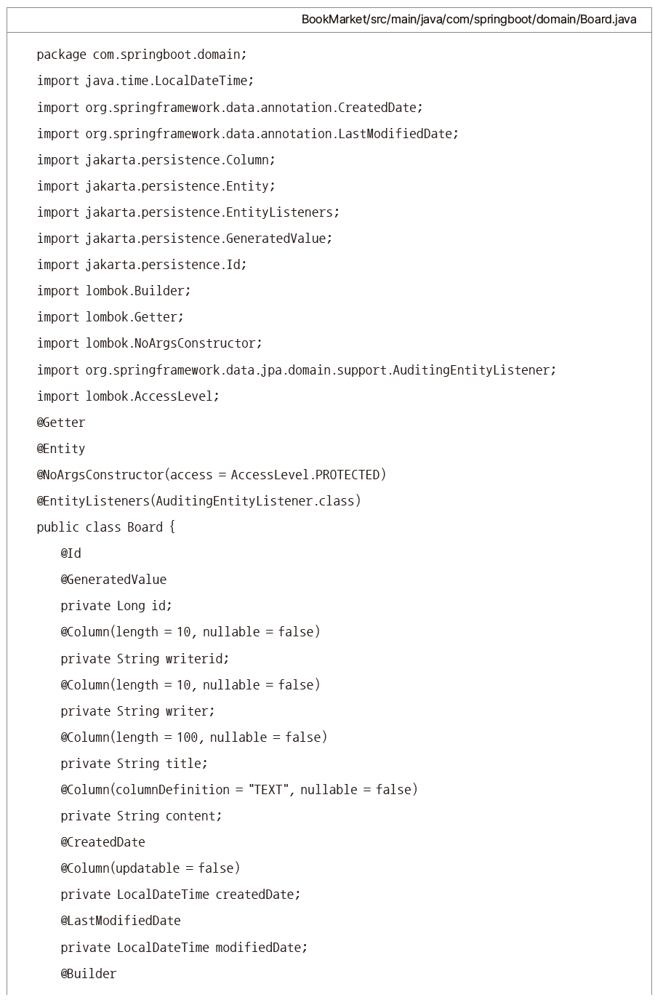 BookMarket/src/main/java/com/springboot/domain/Board.java
package com.springboot.domain;
import java.time.LocalDateTime;
import org.springframework.data.annotation.CreatedDate;
import org.springframework.data.annotation.LastModifiedDate;
import jakarta.persistence.Column;
import jakarta.persistence.Entity;
import jakarta.persistence.EntityListeners;
import jakarta.persistence.GeneratedValue;
import jakarta.persistence.Id;
import lombok.Builder;
import lombok.Getter;
import lombok.NoArgsConstructor;
import org.springframework.data.jpa.domain.support.AuditingEntityListener;
import lombok.AccessLevel;
@Getter
@Entity
@NoArgsConstructor(access = AccessLevel.PROTECTED)
@EntityListeners(AuditingEntityListener.class)
public class Board {
@Id
@GeneratedValue
private Long id;
@Column(length = 10, nullable = false)
private String writerid;
@Column(length = 10, nullable = false)
private String writer;
@Column(length = 100, nullable = false)
private String title;
@Column(columnDefinition = "TEXT", nullable = false)
private String content;
@CreatedDate
@Column(updatable = false)
private LocalDateTime createdDate;
@LastModifiedDate
private LocalDateTime modifiedDate;
@Builder